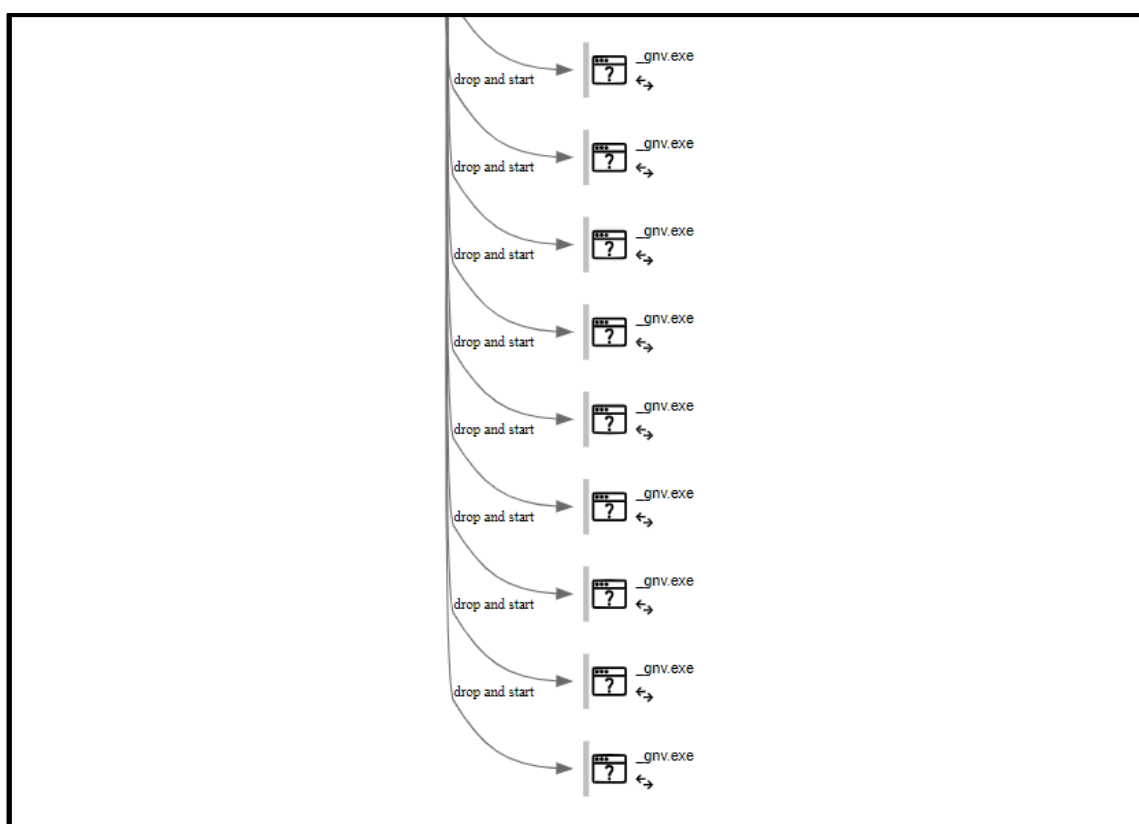 _gnv.exe
drop and start
_gnv.exe
drop and start
_gnv.exe
drop and start
_gnv.exe
drop and start
_gnv.exe
drop and start
_gnv.exe
drop and start
_gnv.exe
drop and start
_gnv.exe
drop and start
_gnv.exe